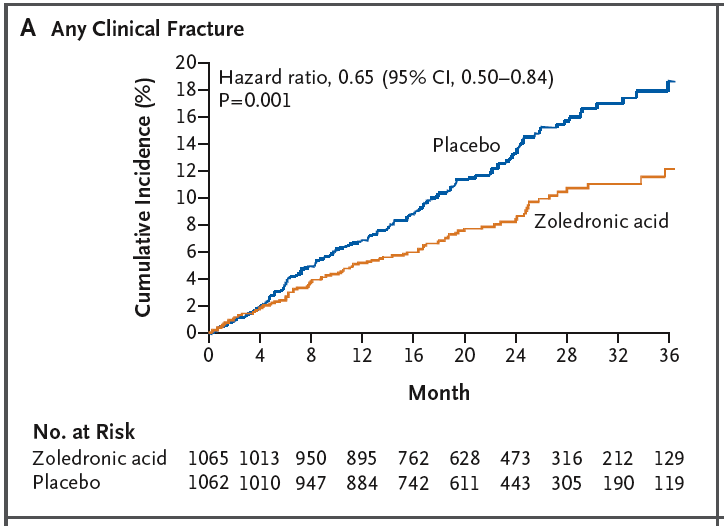 A Any Clinical Fracture
Cumulative Incidence (%)
20
18
16
14
12
10
8
6
4
2
0
Hazard ratio, 0.65 (95% CI, 0.50–0.84)
P=0.001
Placebo
Zoledronic acid
0 4 8 12 16 20 24 28 32 36
Month
No. at Risk
Zoledronic acid 1065 1013 950 895 762 628 473 316 212 129
Placebo 1062 1010 947 884 742 611 443 305 190 119